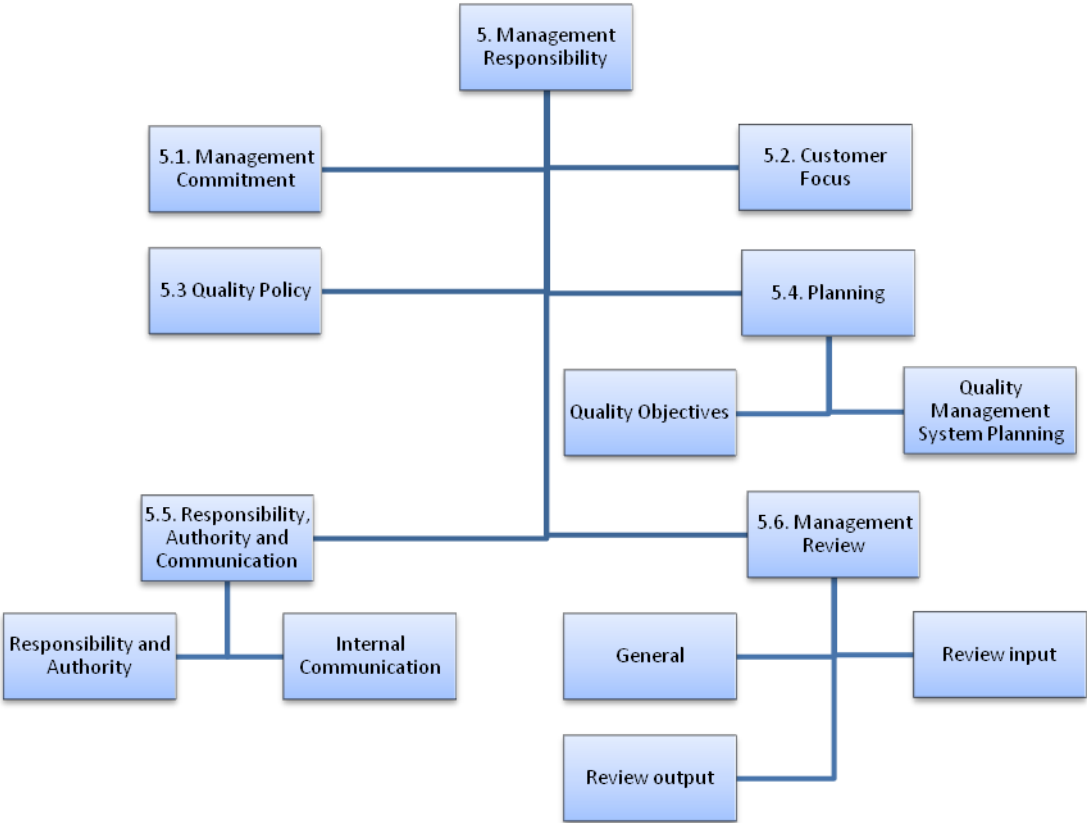 5. Management
Responsibility
5.1. Management
Commitment
5.2. Customer
Focus
5.3 Quality Policy
5.4. Planning
Quality Objectives
Quality
Management
System Planning
5.5. Responsibility,
Authority and
Communication
5.6. Management
Review
Responsibility and
Authority
Internal
Communication
General
Review input
Review output